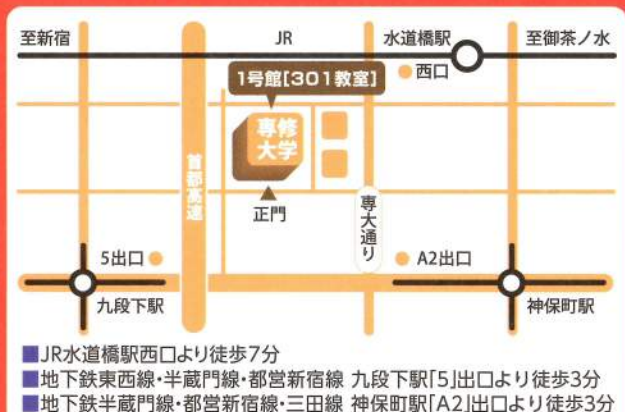 至新宿 JR 水道橋駅 至御茶ノ水
西口
1号館[301教室]
専修
大学
首都高速
正門
専大通り
5出口
A2出口
九段下駅
神保町駅
■JR水道橋駅西口より徒歩7分
■地下鉄東西線・半蔵門線・都営新宿線 九段下駅「5」出口より徒歩3分
■地下鉄半蔵門線・都営新宿線・三田線 神保町駅「A2」出口より徒歩3分